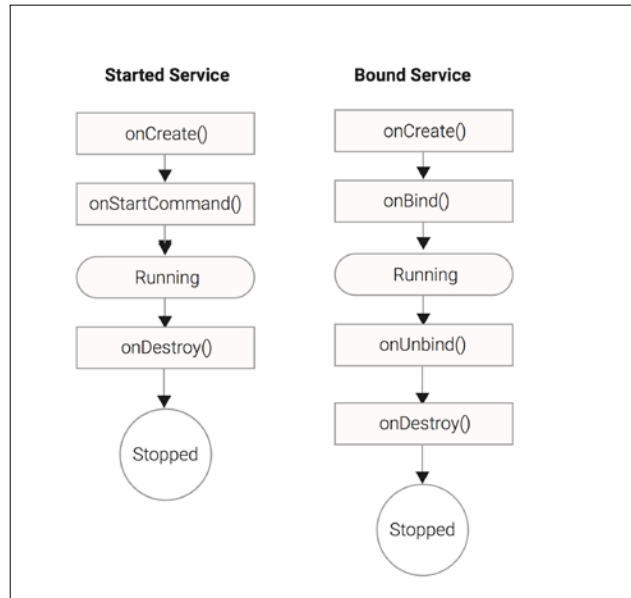 Started Service
onCreate()
onStartCommand()
Running
onDestroy()
Stopped
Bound Service
onCreate()
onBind()
Running
onUnbind()
onDestroy()
Stopped